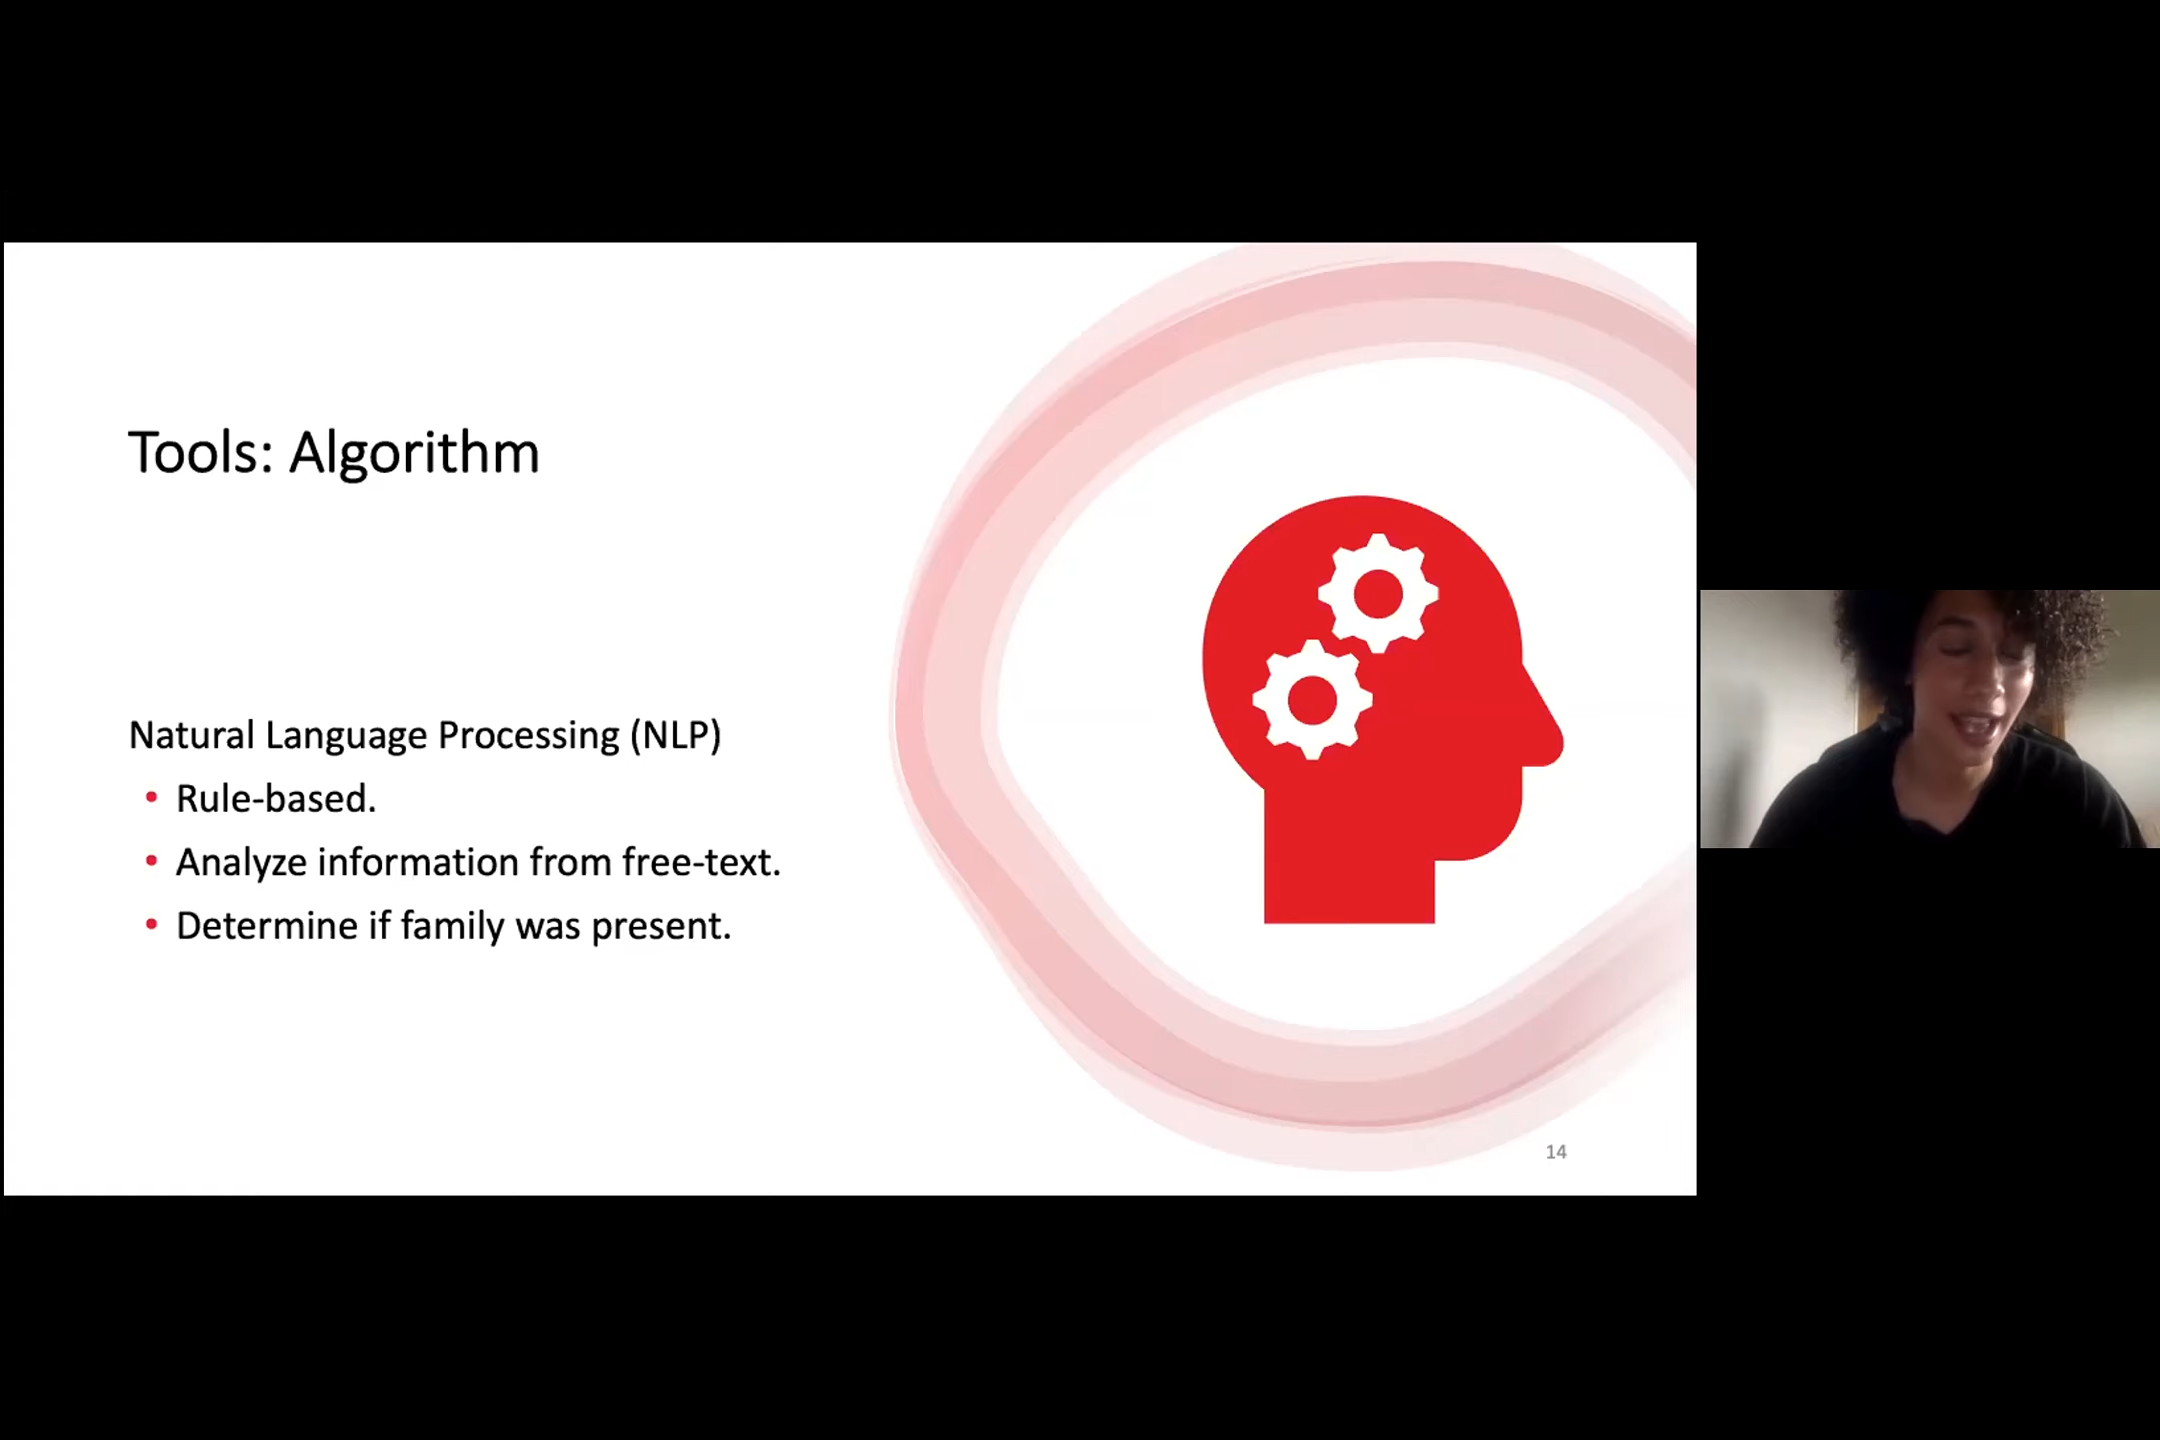 Tools: Algorithm
Natural Language Processing (NLP)
• Rule-based.
• Analyze information from free-text.
• Determine if family was present.
14